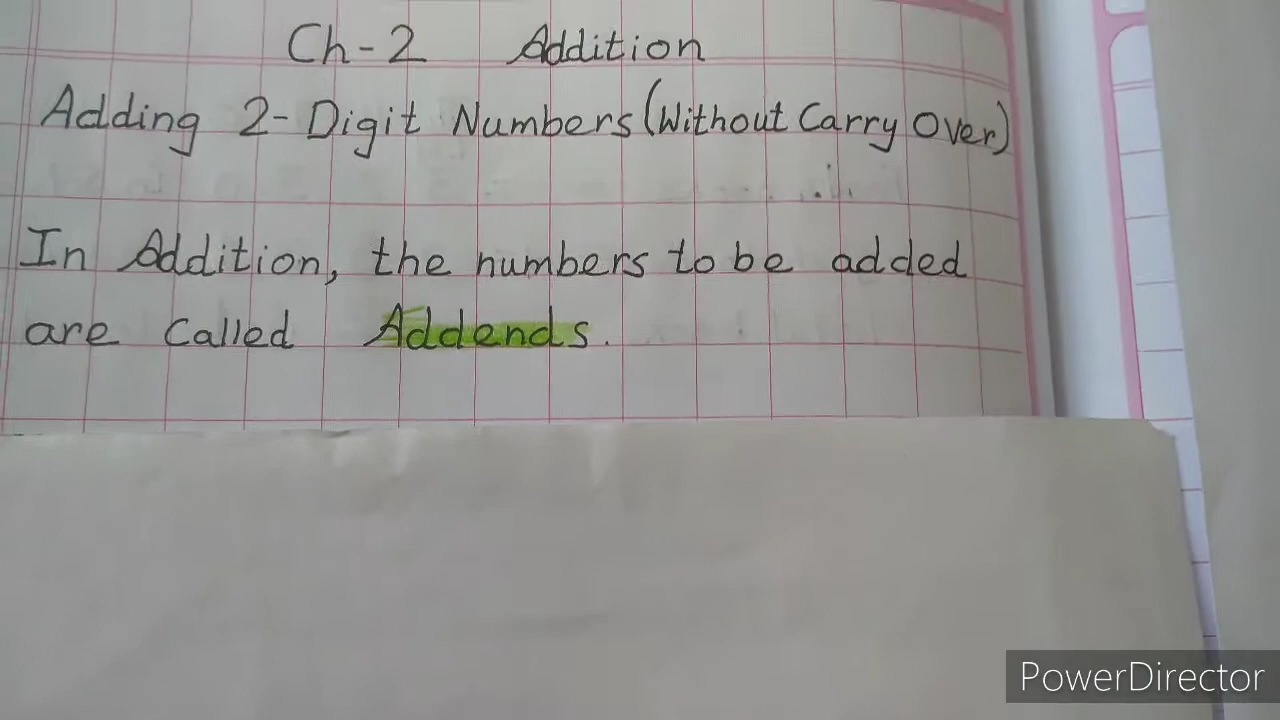 Ch-2 Addition
Adding 2-Digit Numbers (Without Carry Over)
In Addition, the numbers to be added
are called Addends.
PowerDirector